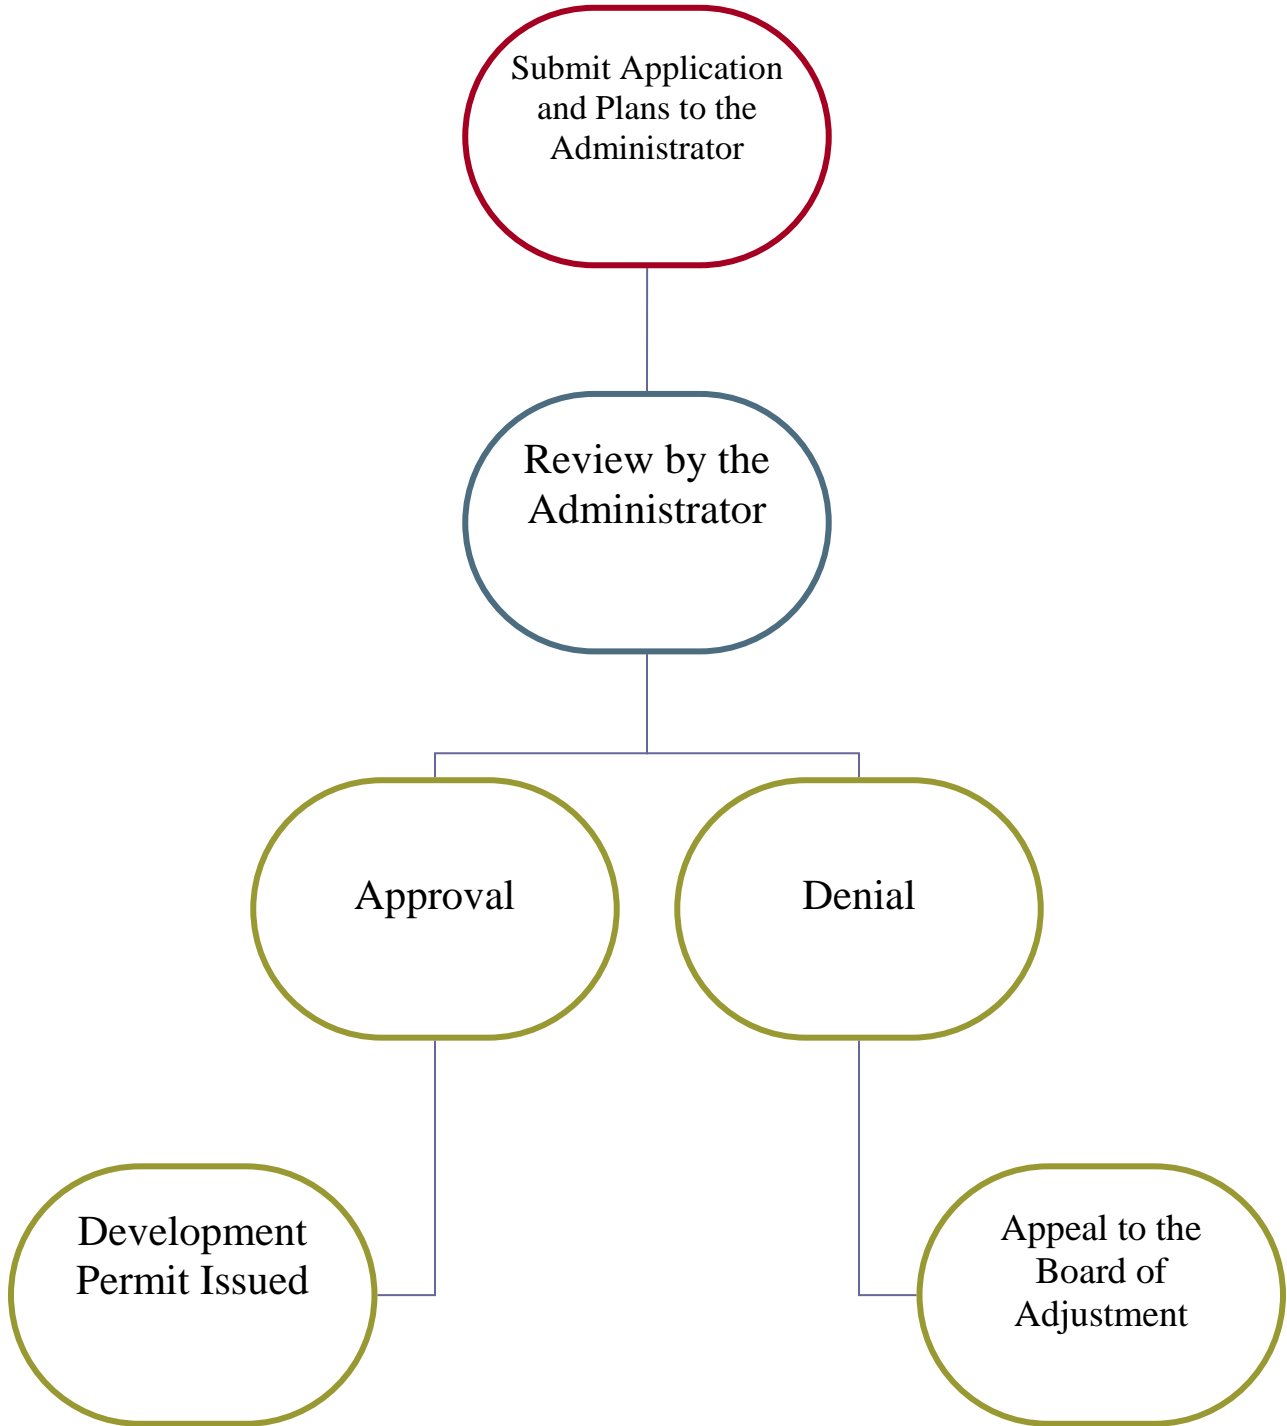 Submit Application
and Plans to the
Administrator
Review by the
Administrator
Approval
Denial
Development
Permit Issued
Appeal to the
Board of
Adjustment